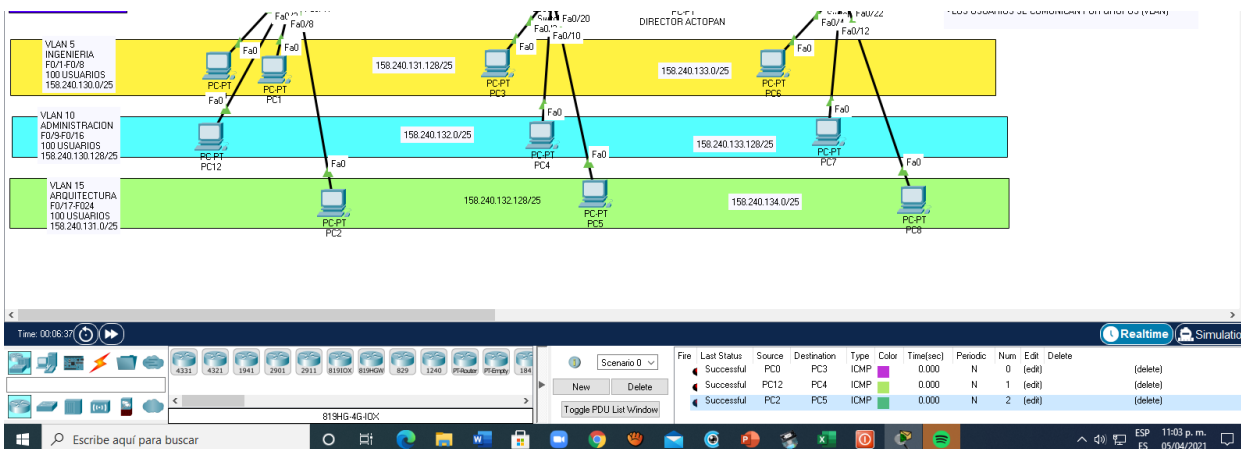 Fa0/8
Fa0/20
Fa0/10
DIRECTOR ACTOPAN
Fa0/22
Fa0/12
VLAN 5
INGENIERIA
F0/1-F0/8
100 USUARIOS
158.240.130.0/25
Fa0
Fa0
PC-PT
PC-PT
PC1
158.240.131.128/25
Fa0
PC-PT
PC3
158.240.133.0/25
Fa0
PC-PT
PC6
VLAN 10
ADMINISTRACION
F0/9-F0/16
100 USUARIOS
158.240.130.128/25
Fa0
PC-PT
PC12
158.240.132.0/25
Fa0
PC-PT
PC4
158.240.133.128/25
Fa0
PC-PT
PC7
VLAN 15
ARQUITECTURA
F0/17-F024
100 USUARIOS
158.240.131.0/25
Fa0
PC-PT
PC2
158.240.132.128/25
Fa0
PC-PT
PC5
158.240.134.0/25
Fa0
PC-PT
PC8
Time: 00:06:37
Realtime
Simulatio
4331 4321 1941 2901 2911 819IOX 819HGW 829 1240 PT-Router PT-Empty 184
819HG-4G-IOX
Scenario 0
New Delete
Toggle PDU List Window
Fire Last Status Source Destination Type Color Time(sec) Periodic Num Edit Delete
Successful PC0 PC3 ICMP 0.000 N 0 (edit) (delete)
Successful PC12 PC4 ICMP 0.000 N 1 (edit) (delete)
Successful PC2 PC5 ICMP 0.000 N 2 (edit) (delete)
Escribe aquí para buscar
ESP 11:03 p. m.
ES 05/04/2021